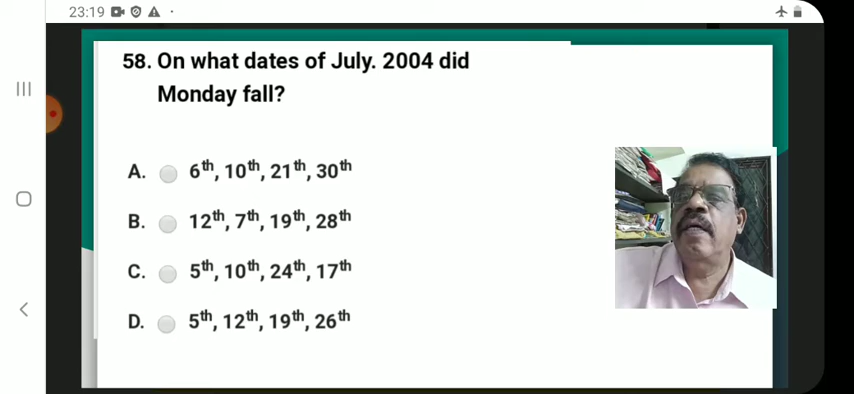 23:19
58. On what dates of July. 2004 did
Monday fall?
A. 6th, 10th, 21th, 30th
B. 12th, 7th, 19th, 28th
C. 5th, 10th, 24th, 17th
D. 5th, 12th, 19th, 26th